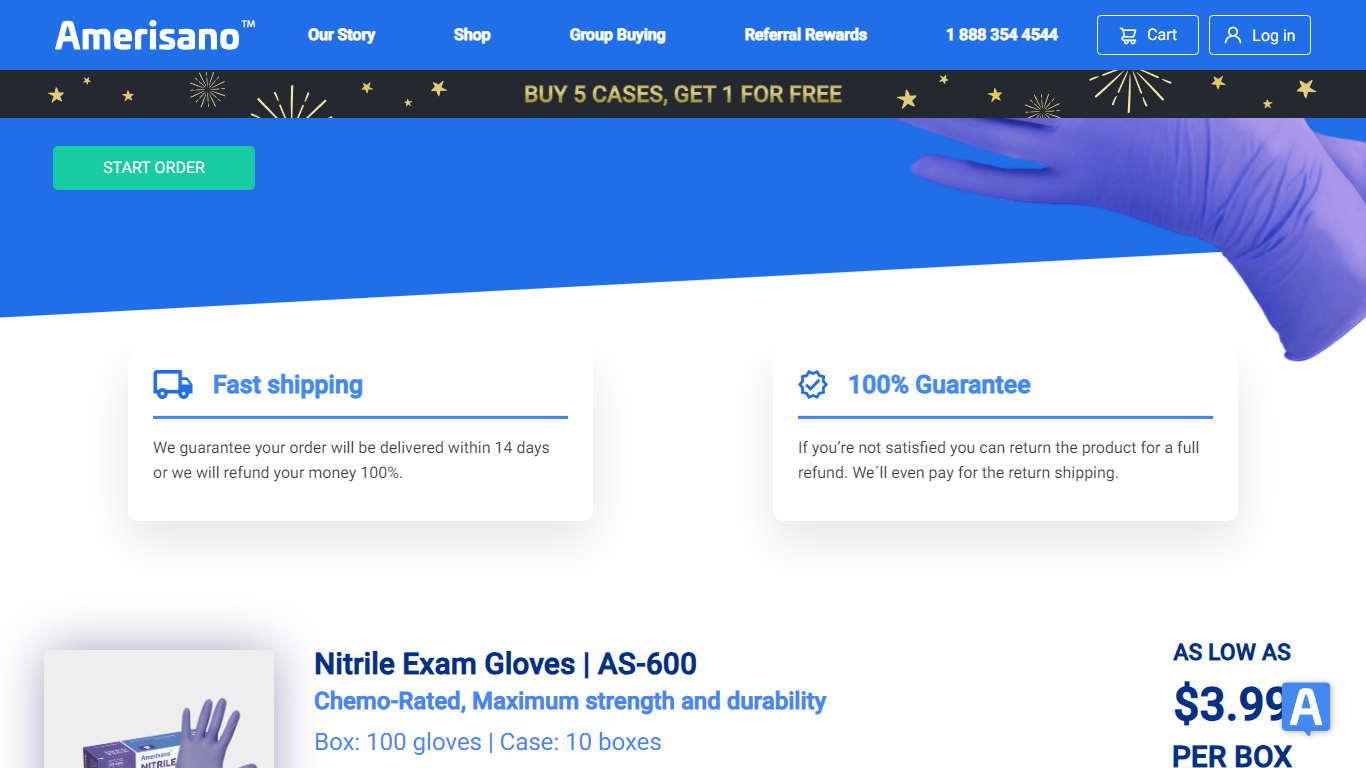 Amerisano™
Our Story
Shop
Group Buying
Referral Rewards
1 888 354 4544
Cart
Log in
BUY 5 CASES, GET 1 FOR FREE
START ORDER
Fast shipping
We guarantee your order will be delivered within 14 days
or we will refund your money 100%.
100% Guarantee
If you’re not satisfied you can return the product for a full
refund. We´ll even pay for the return shipping.
Nitrile Exam Gloves | AS-600
Chemo-Rated, Maximum strength and durability
Box: 100 gloves | Case: 10 boxes
AS LOW AS
$3.99
PER BOX
A
Amerisano
NITRILE